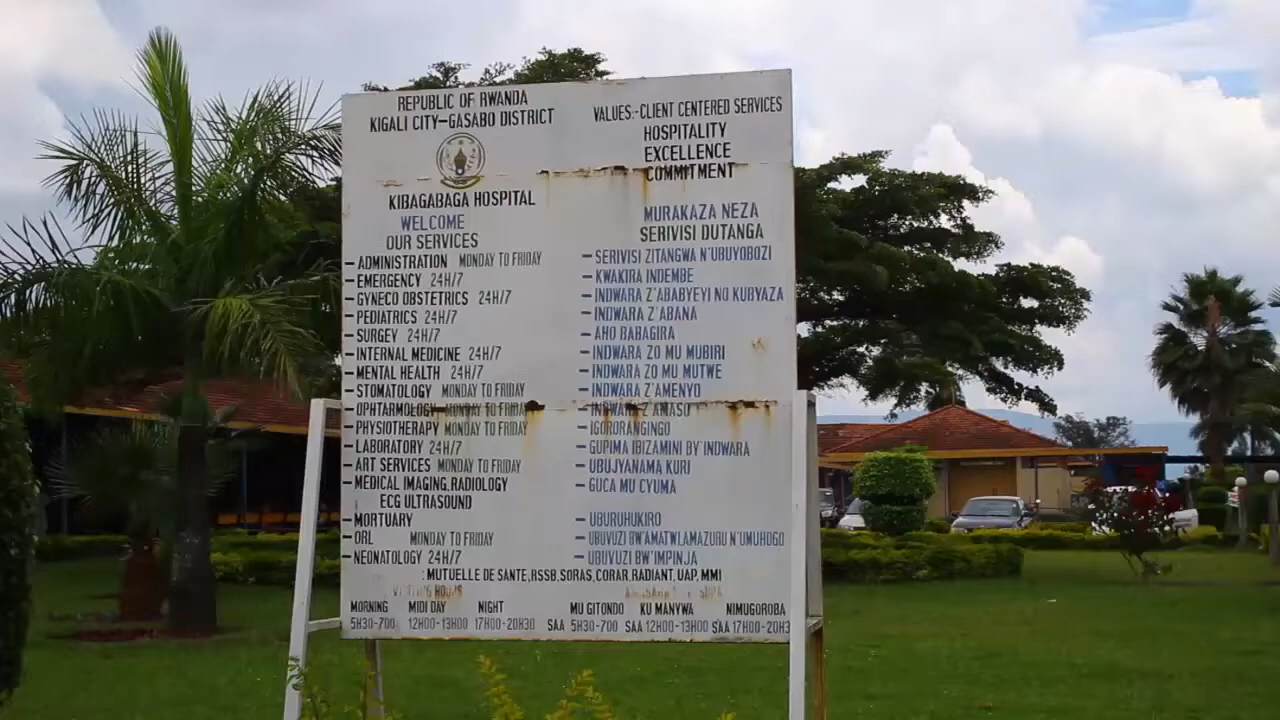 REPUBLIC OF RWANDA
KIGALI CITY-GASABO DISTRICT
KIBAGABAGA HOSPITAL
WELCOME
OUR SERVICES
- ADMINISTRATION MONDAY TO FRIDAY
- EMERGENCY 24H/7
- GYNECO OBSTETRICS 24H/7
- PEDIATRICS 24H/7
- SURGEY 24H/7
- INTERNAL MEDICINE 24H/7
- MENTAL HEALTH 24H/7
- STOMATOLOGY MONDAY TO FRIDAY
- OPHTARMOLOGY MONDAY TO FRIDAY
- PHYSIOTHERAPY MONDAY TO FRIDAY
- LABORATORY 24H/7
- ART SERVICES MONDAY TO FRIDAY
- MEDICAL IMAGING,RADIOLOGY
ECG ULTRASOUND
- MORTUARY
- ORL MONDAY TO FRIDAY
- NEONATOLOGY 24H/7
VALUES:-CLIENT CENTERED SERVICES
HOSPITALITY
EXCELLENCE
COMMITMENT
MURAKAZA NEZA
SERIVISI DUTANGA
- SERIVISI ZITANGWA N'UBUYOBOZI
- KWAKIRA INDEMBE
- INDWARA Z'ABABYEYI NO KUBYAZA
- INDWARA Z'ABANA
- AHO BABAGIRA
- INDWARA ZO MU MUBIRI
- INDWARA ZO MU MUTWE
- INDWARA Z'AMENYO
- INDWARA Z'AMASO
- IGORORANGINGO
- GUPIMA IBIZAMINI BY'INDWARA
- UBUJYANAMA KURI
- GUCA MU CYUMA
- UBURUHUKIRO
- UBUVUZI BW'AMATWI,AMAZURU N'UMUHOGO
- UBUVUZI BW'IMPINJA
: MUTUELLE DE SANTE,RSSB,SORAS,CORAR,RADIANT,UAP,MMI
VISITING HOURS
MORNING MIDI DAY NIGHT MU GITONDO KU MANYWA NIMUGOROBA
5H30-700 12H00-13H00 17H00-20H30 SAA 5H30-700 SAA 12H00-13H00 SAA 17H00-20H3